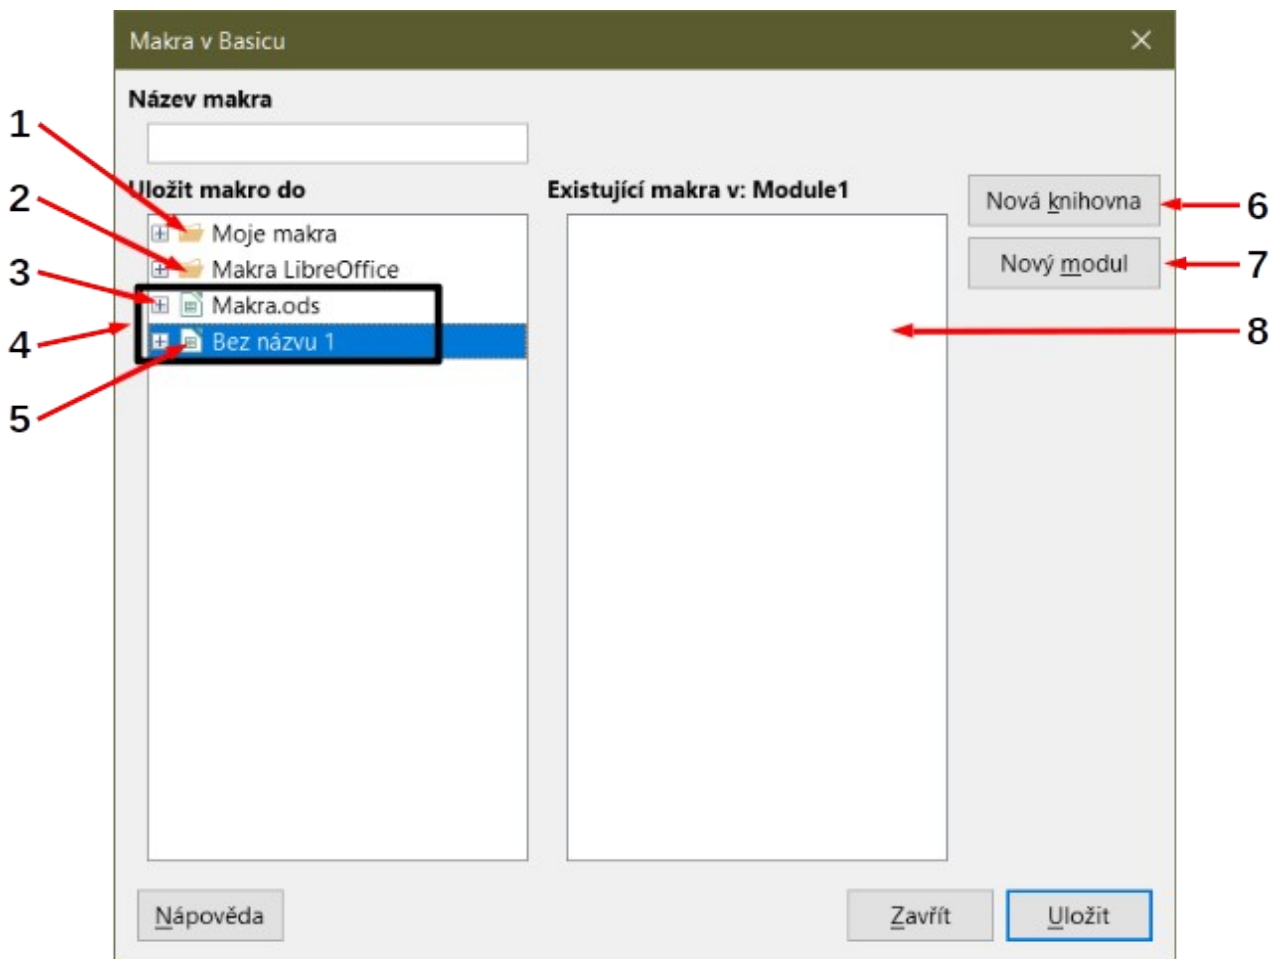 Makra v Basicu
Název makra
1
Uložit makro do
Existující makra v: Module1
Nová knihovna
2
6
Moje makra
Makra LibreOffice
Nový modul
3
7
Makra.ods
4
Bez názvu 1
8
5
Nápověda
Zavřít
Uložit